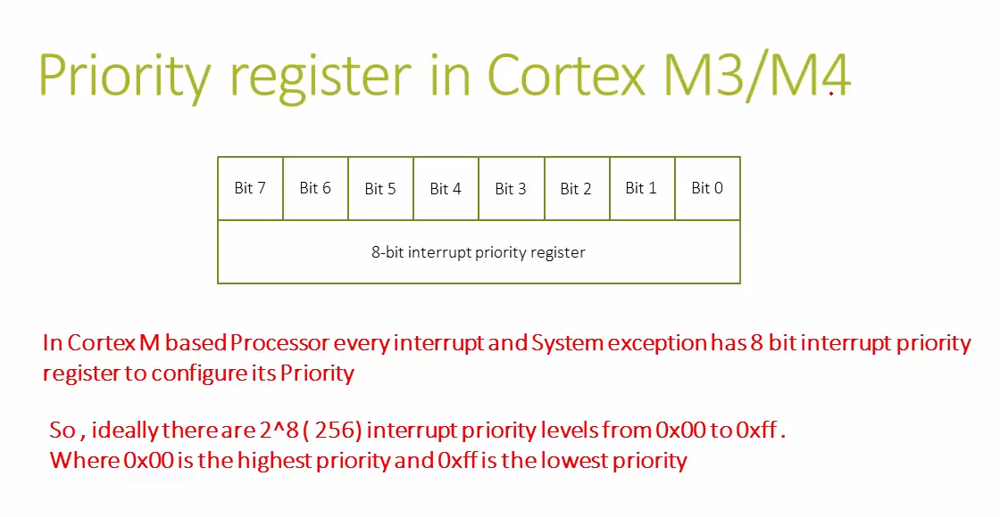 Priority register in Cortex M3/M4
Bit 7 Bit 6 Bit 5 Bit 4 Bit 3 Bit 2 Bit 1 Bit 0
8-bit interrupt priority register
In Cortex M based Processor every interrupt and System exception has 8 bit interrupt priority
register to configure its Priority
So , ideally there are 2^8 ( 256) interrupt priority levels from 0x00 to 0xff .
Where 0x00 is the highest priority and 0xff is the lowest priority